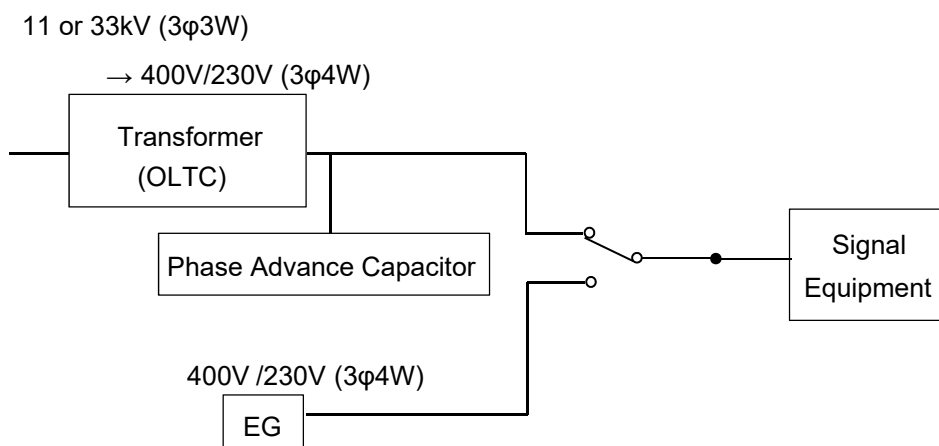 11 or 33kV (3φ3W)
→ 400V/230V (3φ4W)
Transformer
(OLTC)
Phase Advance Capacitor
Signal
Equipment
400V /230V (3φ4W)
EG